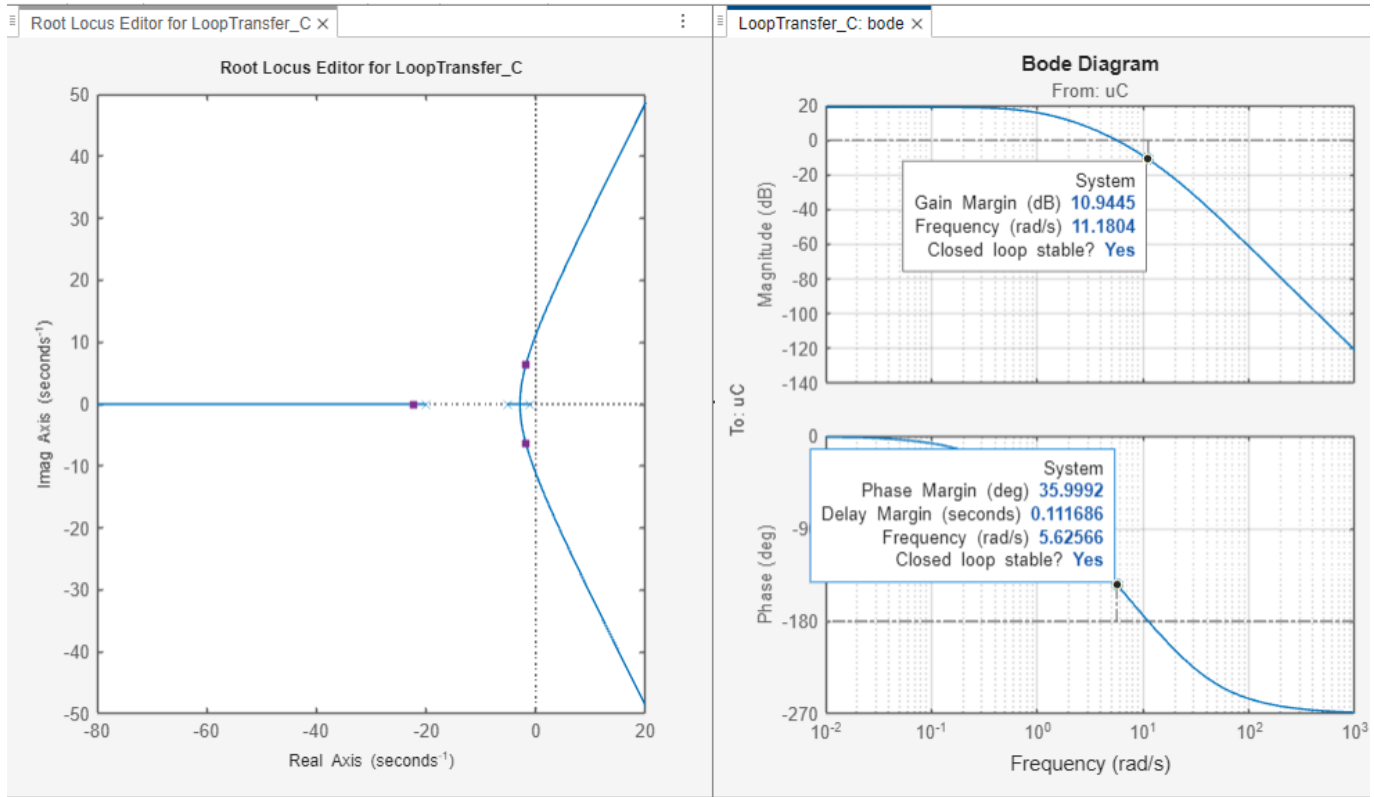 Root Locus Editor for LoopTransfer_C ×
Root Locus Editor for LoopTransfer_C
50
40
30
20
10
0
-10
-20
-30
-40
-50
Imag Axis (seconds⁻¹)
-80
-60
-40
-20
0
20
Real Axis (seconds⁻¹)
LoopTransfer_C: bode ×
Bode Diagram
From: uC
20
0
-20
-40
-60
-80
-100
-120
-140
Magnitude (dB)
System
Gain Margin (dB) 10.9445
Frequency (rad/s) 11.1804
Closed loop stable? Yes
To: uC
0
-9
-180
-270
Phase (deg)
System
Phase Margin (deg) 35.9992
Delay Margin (seconds) 0.111686
Frequency (rad/s) 5.62566
Closed loop stable? Yes
10⁻²
10⁻¹
10⁰
10¹
10²
10³
Frequency (rad/s)